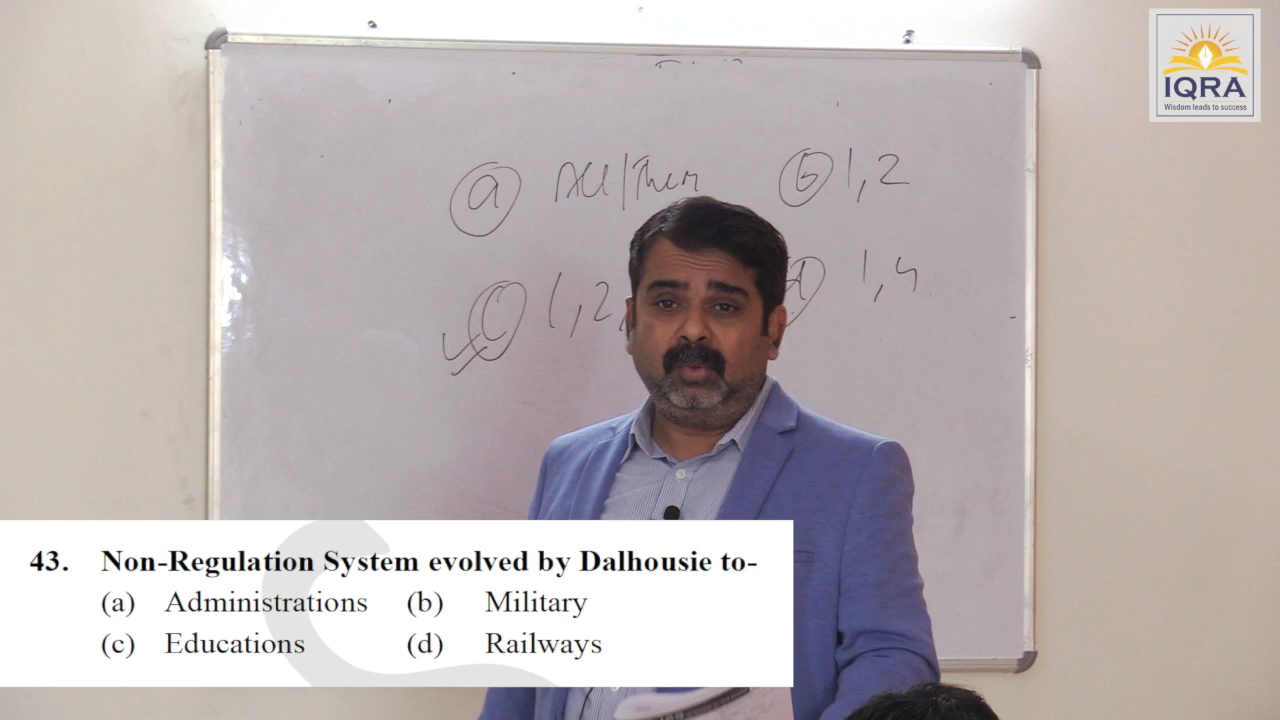 IQRA
Wisdom leads to success
(a) All/Them (b) 1,2
(c) 1,2, (d) 1,4
43. Non-Regulation System evolved by Dalhousie to-
(a) Administrations (b) Military
(c) Educations (d) Railways